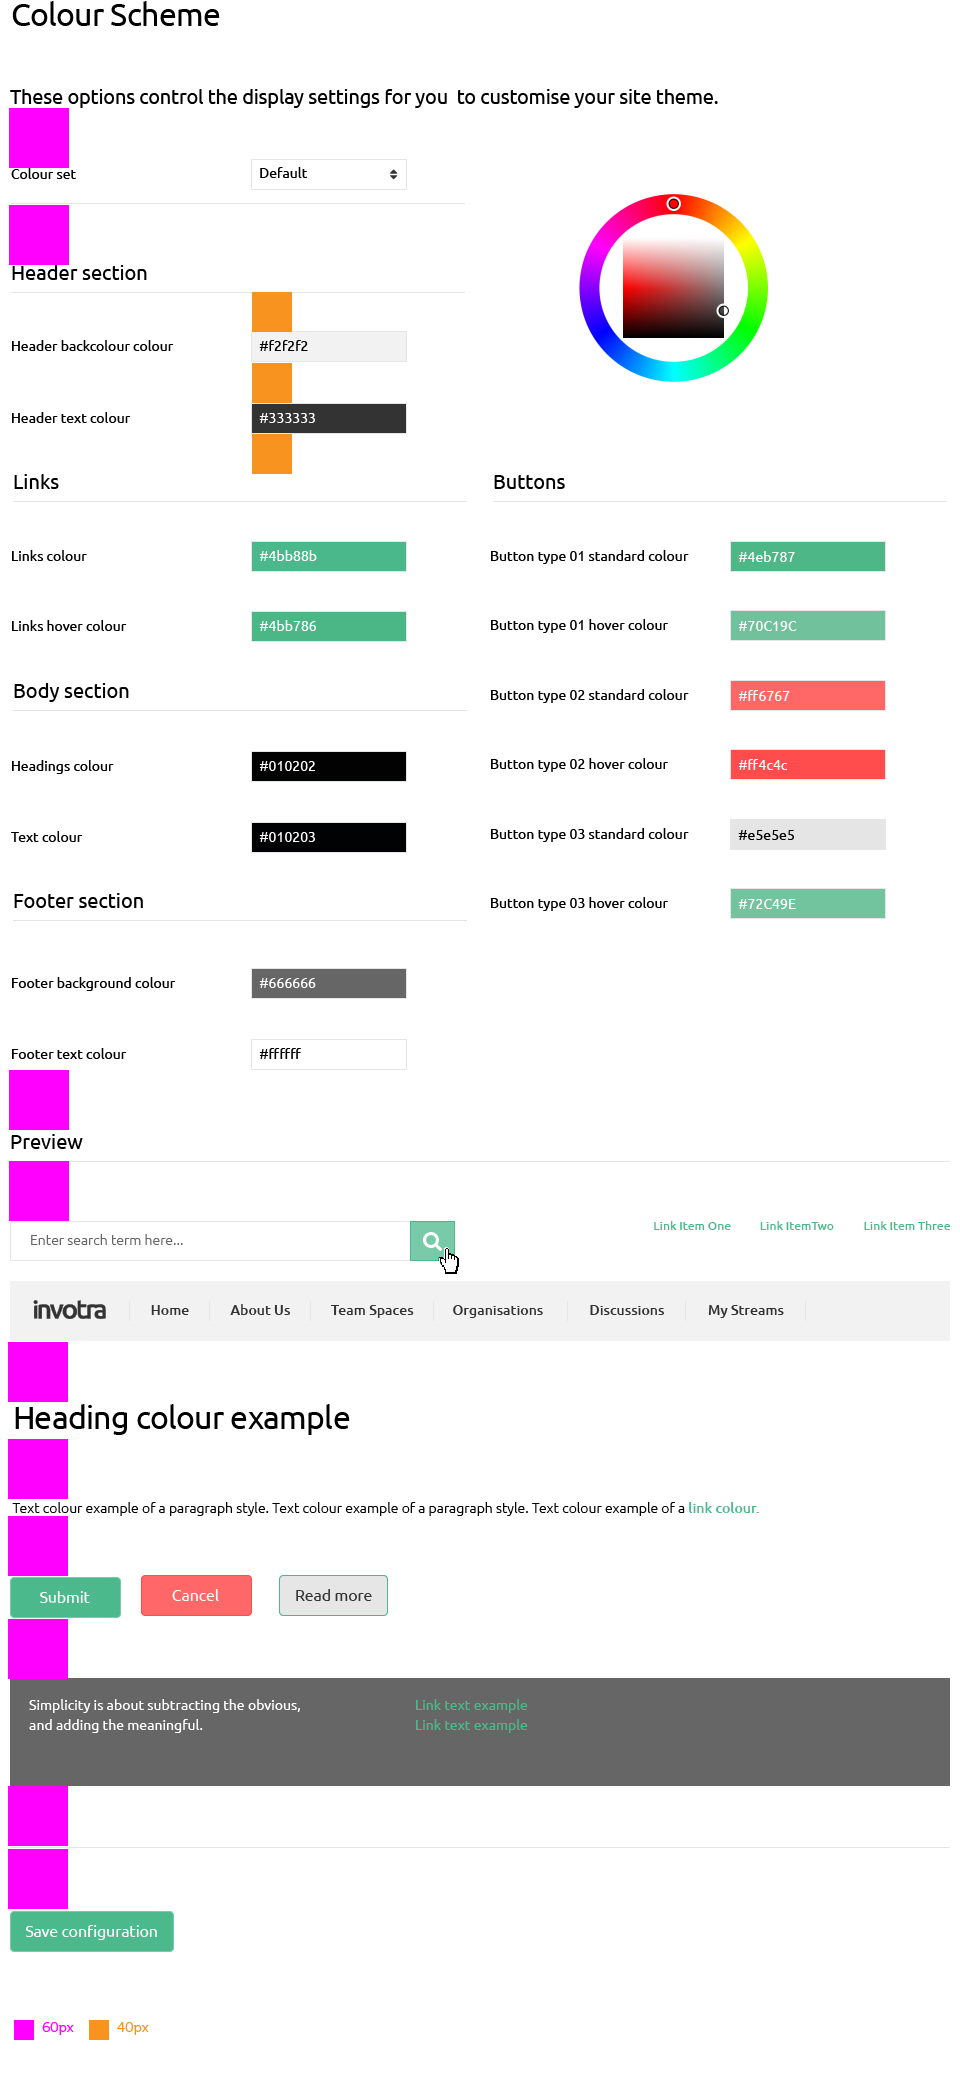 Colour Scheme
These options control the display settings for you  to customise your site theme.
Colour set
Default
Header section
Header backcolour colour
#f2f2f2
Header text colour
#333333
Links
Links colour
#4bb88b
Links hover colour
#4bb786
Body section
Headings colour
#010202
Text colour
#010203
Footer section
Footer background colour
#666666
Footer text colour
#ffffff
Buttons
Button type 01 standard colour
#4eb787
Button type 01 hover colour
#70C19C
Button type 02 standard colour
#ff6767
Button type 02 hover colour
#ff4c4c
Button type 03 standard colour
#e5e5e5
Button type 03 hover colour
#72C49E
Preview
Enter search term here...
Link Item One
Link ItemTwo
Link Item Three
invotra
Home
About Us
Team Spaces
Organisations
Discussions
My Streams
Heading colour example
Text colour example of a paragraph style. Text colour example of a paragraph style. Text colour example of a link colour.
Submit
Cancel
Read more
Simplicity is about subtracting the obvious,
and adding the meaningful.
Link text example
Link text example
Save configuration
60px
40px